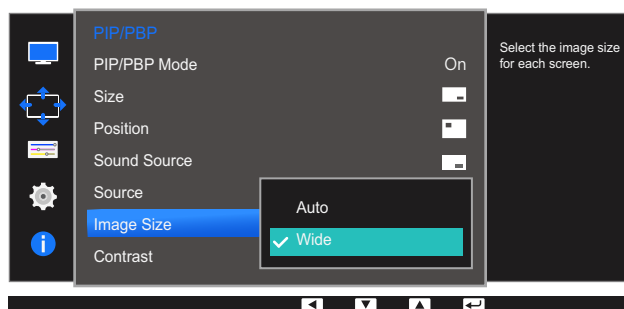 PIP/PBP
PIP/PBP Mode On
Size
Position
Sound Source
Source
Image Size
Contrast
Auto
Wide
Select the image size
for each screen.